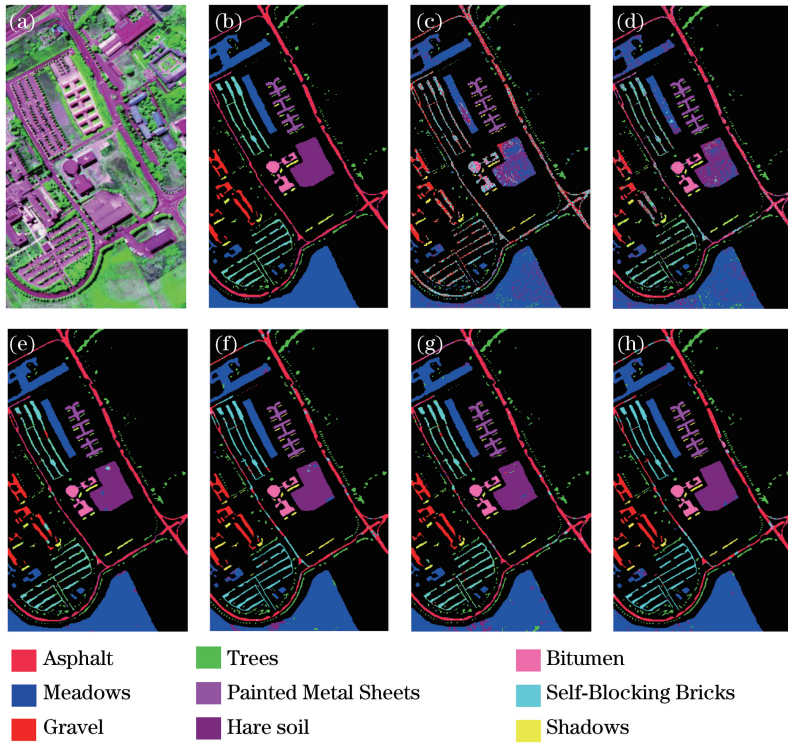 (a) (b) (c) (d)
(e) (f) (g) (h)
Asphalt Trees Bitumen
Meadows Painted Metal Sheets Self-Blocking Bricks
Gravel Hare soil Shadows